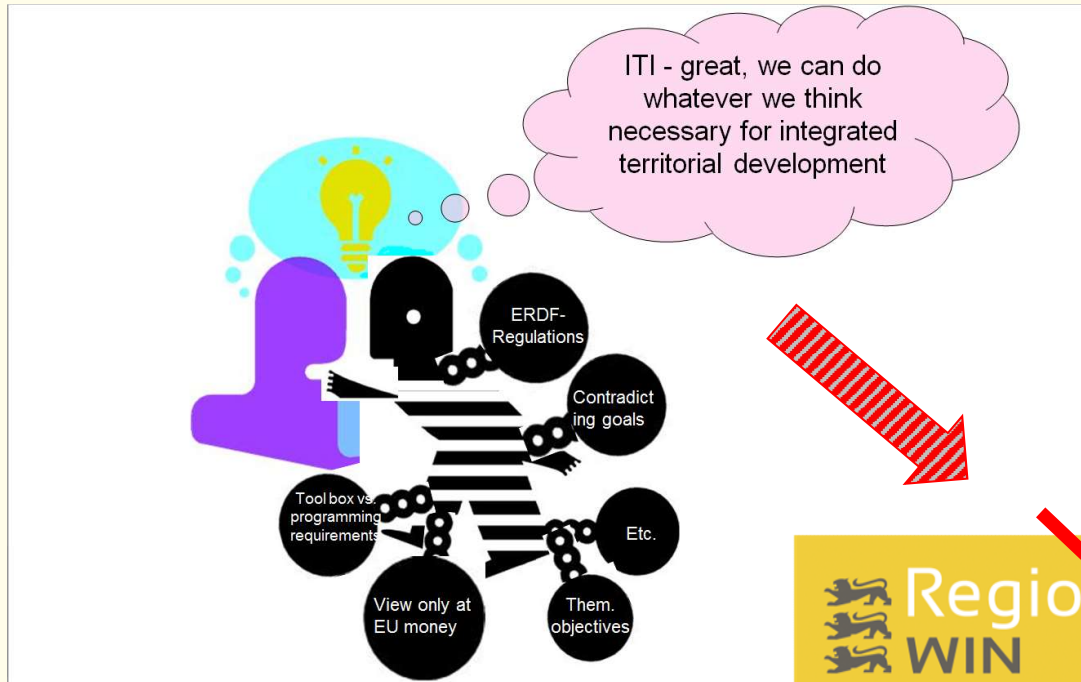 ITI - great, we can do
whatever we think
necessary for integrated
territorial development
ERDF-
Regulations
Contradict
ing goals
Tool box vs.
programming
requirements
Etc.
View only at
EU money
Them.
objectives
Regio
WIN